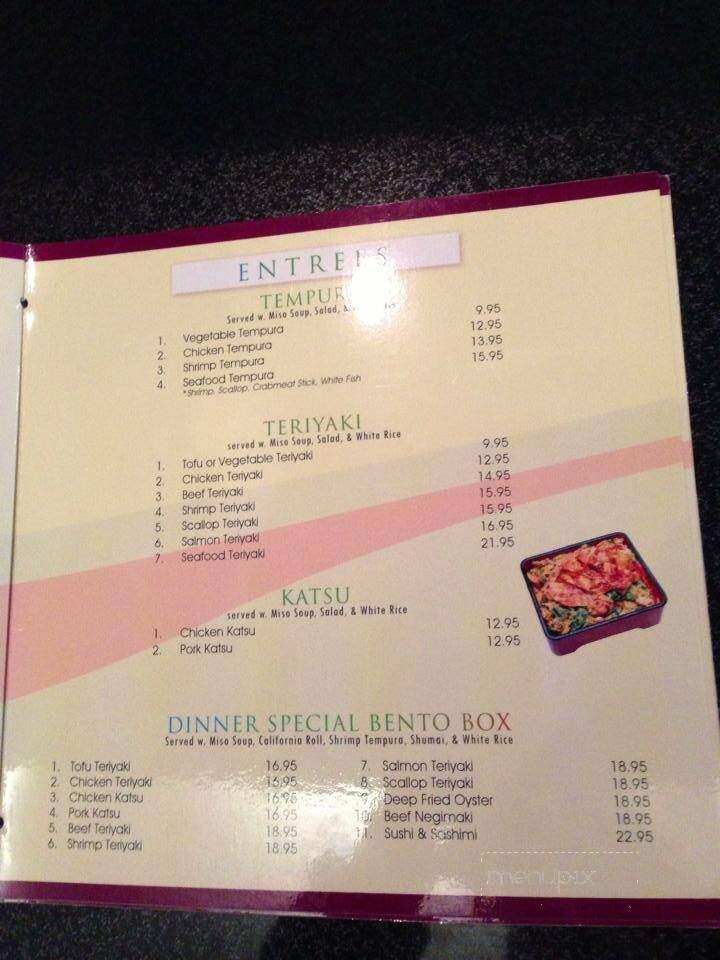 ENTREES
TEMPURA
Served w. Miso Soup, Salad, &
1. Vegetable Tempura 9.95
2. Chicken Tempura 12.95
3. Shrimp Tempura 13.95
4. Seafood Tempura 15.95
*Shrimp, Scallop, Crabmeat Stick, White Fish
TERIYAKI
served w. Miso Soup, Salad, & White Rice
1. Tofu or Vegetable Teriyaki 9.95
2. Chicken Teriyaki 12.95
3. Beef Teriyaki 14.95
4. Shrimp Teriyaki 15.95
5. Scallop Teriyaki 15.95
6. Salmon Teriyaki 16.95
7. Seafood Teriyaki 21.95
KATSU
served w. Miso Soup, Salad, & White Rice
1. Chicken Katsu 12.95
2. Pork Katsu 12.95
DINNER SPECIAL BENTO BOX
Served w. Miso Soup, California Roll, Shrimp Tempura, Shumai, & White Rice
1. Tofu Teriyaki 16.95
2. Chicken Teriyaki 16.95
3. Chicken Katsu 16.95
4. Pork Katsu 16.95
5. Beef Teriyaki 18.95
6. Shrimp Teriyaki 18.95
7. Salmon Teriyaki 18.95
8. Scallop Teriyaki 18.95
9. Deep Fried Oyster 18.95
10. Beef Negimaki 18.95
11. Sushi & Sashimi 22.95
menupix